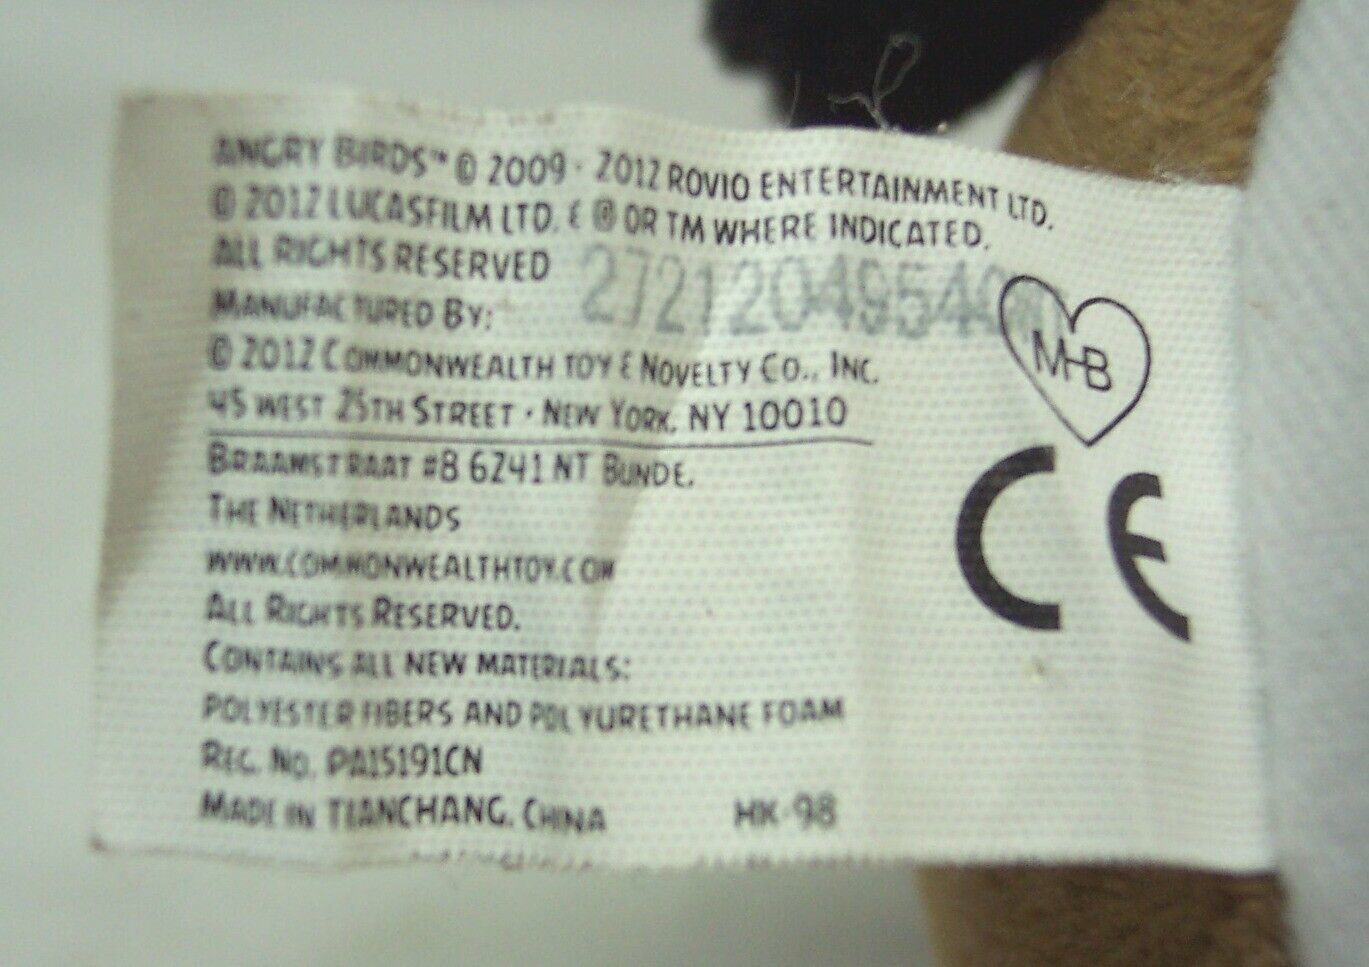 ANGRY BIRDS™ © 2009 - 2012 ROVIO ENTERTAINMENT LTD.
© 2012 LUCASFILM LTD. & ® OR TM WHERE INDICATED.
ALL RIGHTS RESERVED
MANUFACTURED BY:
© 2012 COMMONWEALTH TOY & NOVELTY CO., INC.
45 WEST 25TH STREET · NEW YORK, NY 10010
BRAAMSTRAAT #8 6241 NT BUNDE,
THE NETHERLANDS
WWW.COMMONWEALTHTOY.COM
ALL RIGHTS RESERVED.
CONTAINS ALL NEW MATERIALS:
POLYESTER FIBERS AND POLYURETHANE FOAM
REG. NO. PA15191CN
MADE IN TIANCHANG, CHINA HK-98
M-B
CE